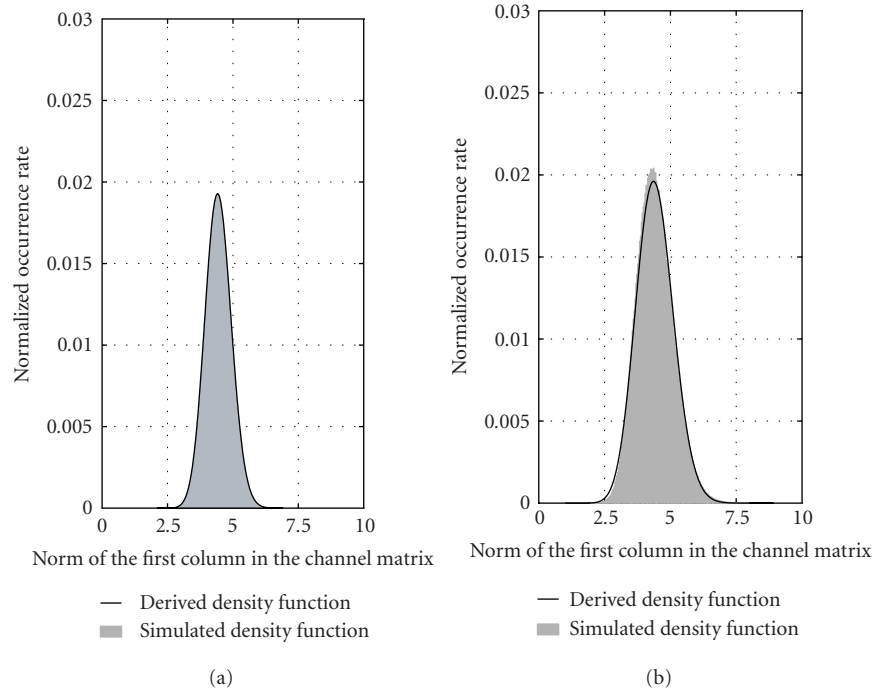 0.03
0.025
0.02
0.015
0.01
0.005
0
Normalized occurrence rate
0 2.5 5 7.5 10
Norm of the first column in the channel matrix
Derived density function
Simulated density function
(a)
0.03
0.025
0.02
0.015
0.01
0.005
0
Normalized occurrence rate
0 2.5 5 7.5 10
Norm of the first column in the channel matrix
Derived density function
Simulated density function
(b)